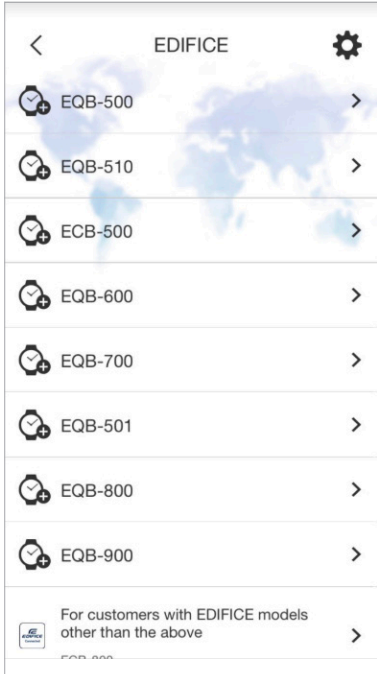 EDIFICE
EQB-500
EQB-510
ECB-500
EQB-600
EQB-700
EQB-501
EQB-800
EQB-900
For customers with EDIFICE models
other than the above
EDIFICE